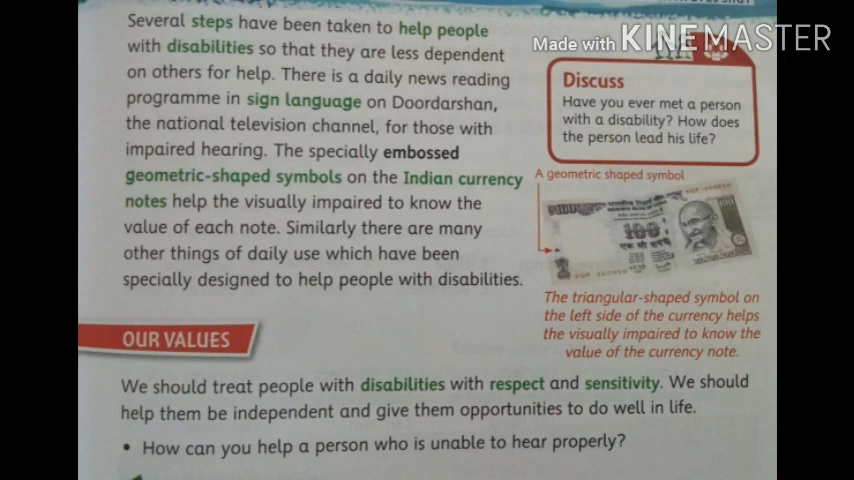 Several steps have been taken to help people
with disabilities so that they are less dependent
on others for help. There is a daily news reading
programme in sign language on Doordarshan,
the national television channel, for those with
impaired hearing. The specially embossed
geometric-shaped symbols on the Indian currency
notes help the visually impaired to know the
value of each note. Similarly there are many
other things of daily use which have been
specially designed to help people with disabilities.
Made with KINEMASTER
Discuss
Have you ever met a person
with a disability? How does
the person lead his life?
A geometric shaped symbol
100
एक सौ रुपये
100
The triangular-shaped symbol on
the left side of the currency helps
the visually impaired to know the
value of the currency note.
OUR VALUES
We should treat people with disabilities with respect and sensitivity. We should
help them be independent and give them opportunities to do well in life.
• How can you help a person who is unable to hear properly?